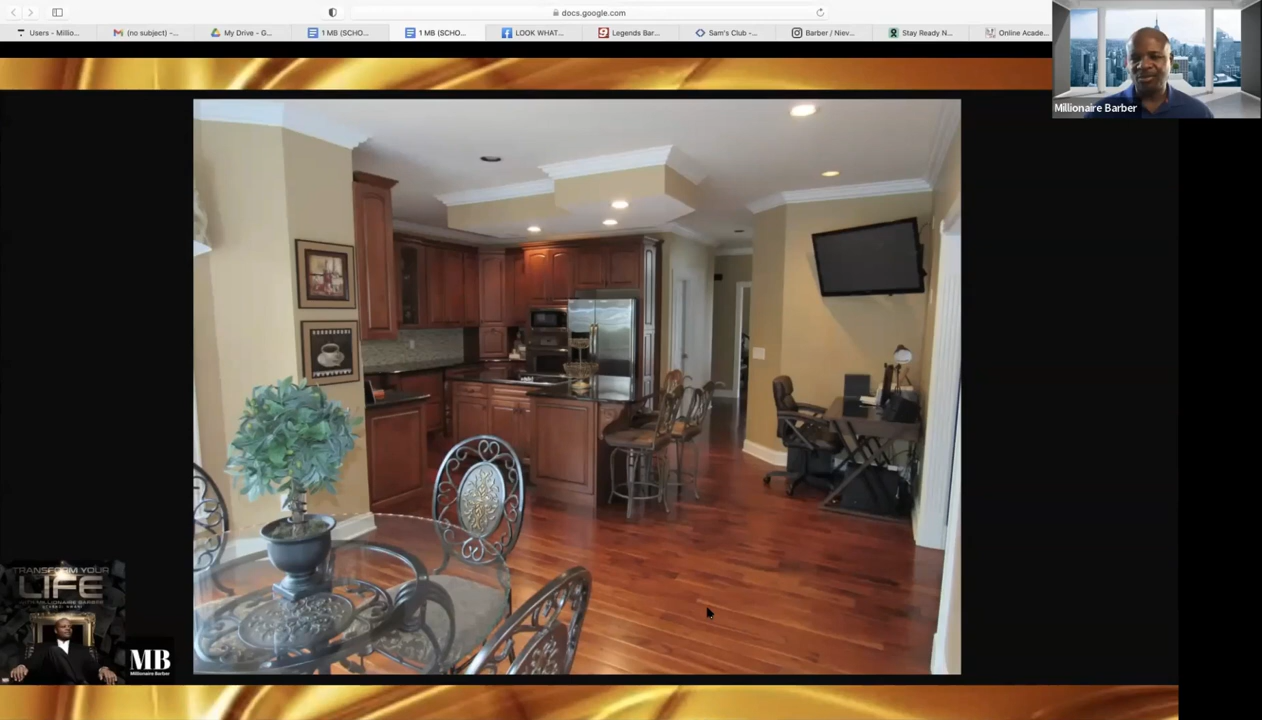 docs.google.com
Users - Millio...
(no subject) -...
My Drive - G...
1 MB (SCHO...
1 MB (SCHO...
LOOK WHAT...
Legends Bar...
Sam's Club -...
Barber / Niev...
Stay Ready N...
Online Acade...
Millionaire Barber
TRANSFORM YOUR
LIFE
MB
Millionaire Barber